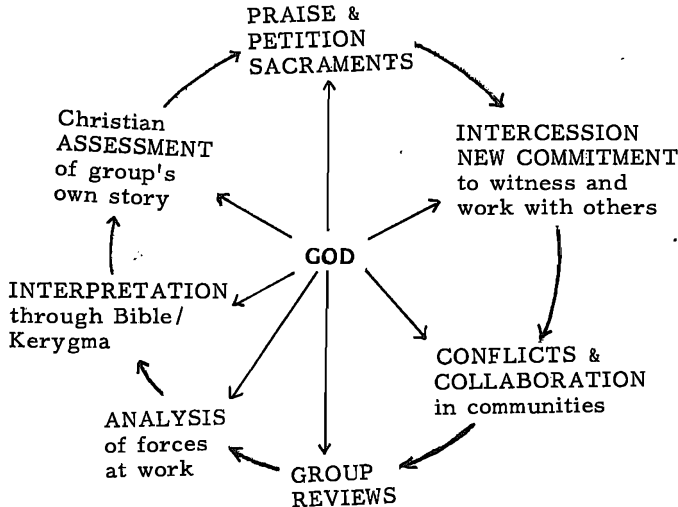 PRAISE &
PETITION
SACRAMENTS
INTERCESSION
NEW COMMITMENT
to witness and
work with others
CONFLICTS &
COLLABORATION
in communities
GROUP
REVIEWS
ANALYSIS
of forces
at work
INTERPRETATION
through Bible/
Kerygma
Christian
ASSESSMENT
of group's
own story
GOD